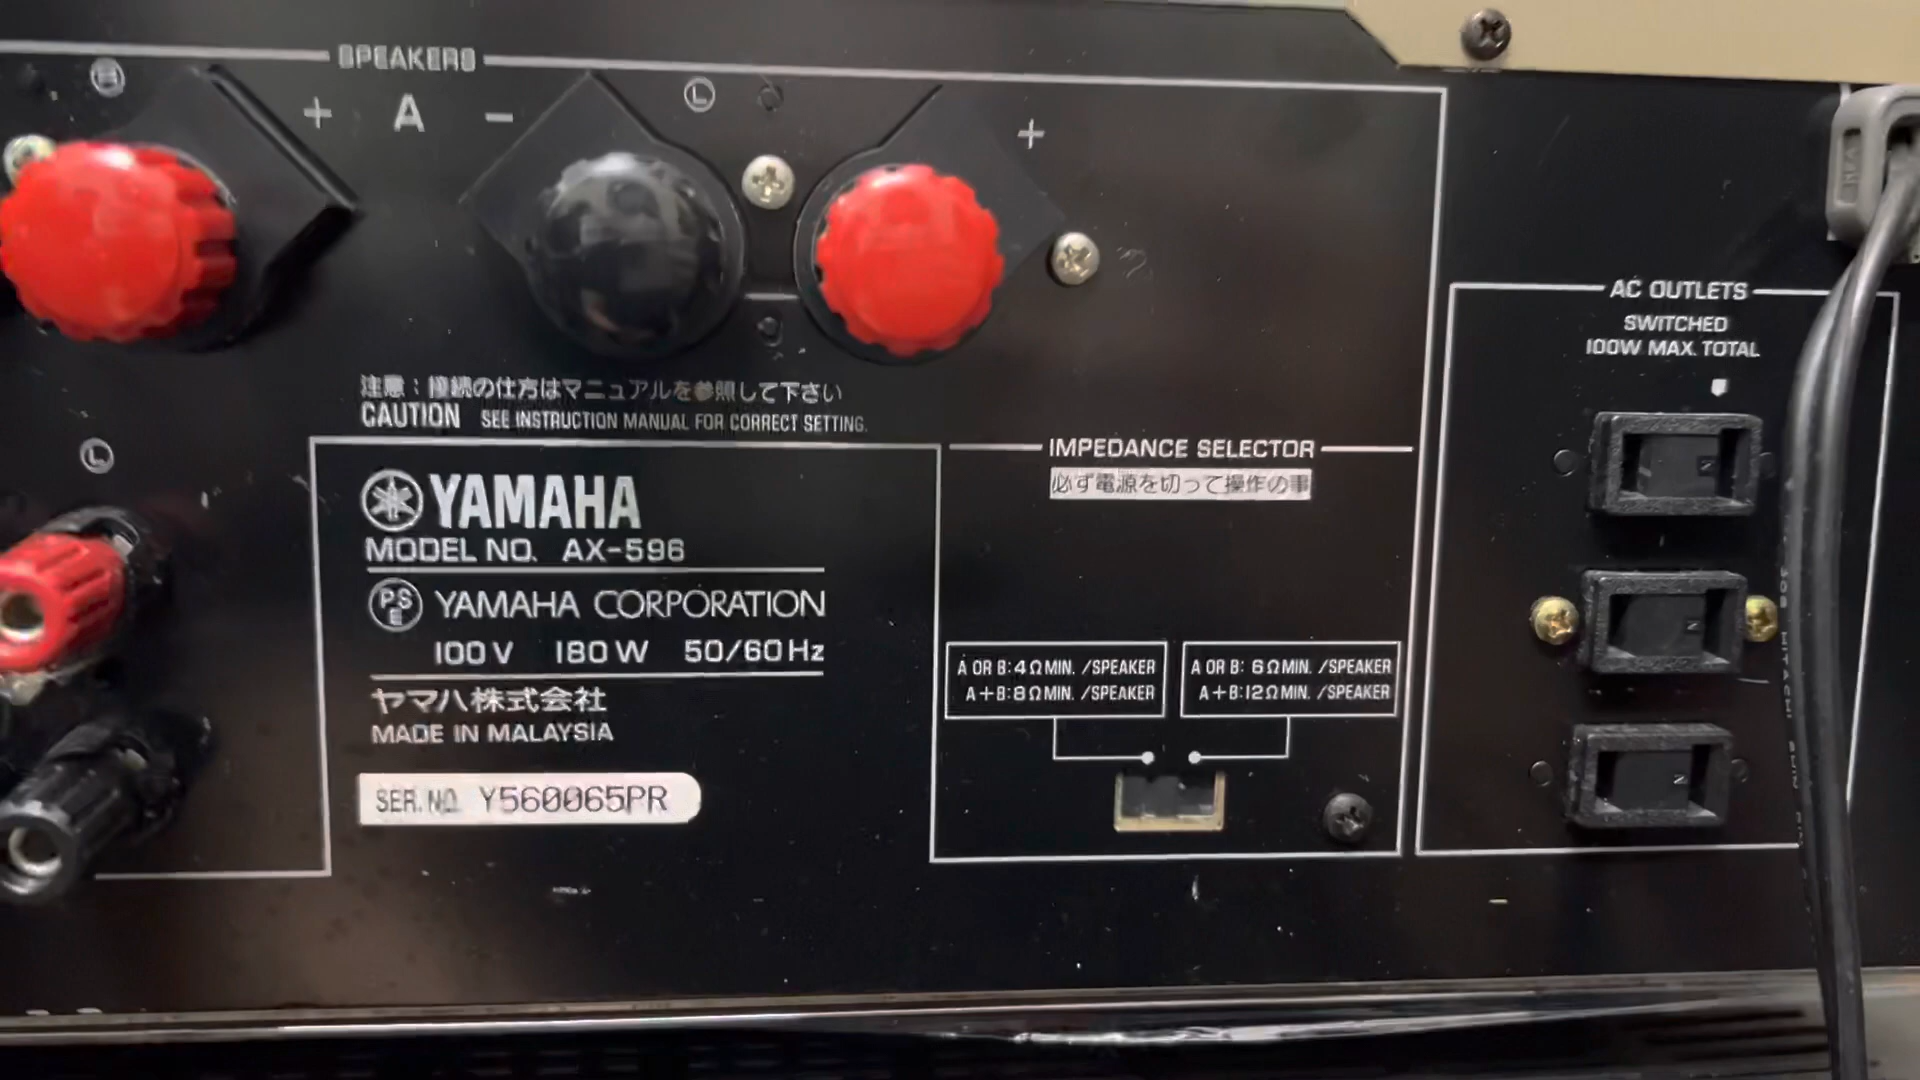 SPEAKERS
R
+ A −
L
+
注意：接続の仕方はマニュアルを参照して下さい
CAUTION SEE INSTRUCTION MANUAL FOR CORRECT SETTING.
L
YAMAHA
MODEL NO. AX-596
PSE YAMAHA CORPORATION
100V 180W 50/60Hz
ヤマハ株式会社
MADE IN MALAYSIA
SER. NO. Y560065PR
IMPEDANCE SELECTOR
必ず電源を切って操作の事
A OR B:4ΩMIN. /SPEAKER
A+B:8ΩMIN. /SPEAKER
A OR B: 6ΩMIN. /SPEAKER
A+B:12ΩMIN. /SPEAKER
AC OUTLETS
SWITCHED
100W MAX. TOTAL
N
N
N